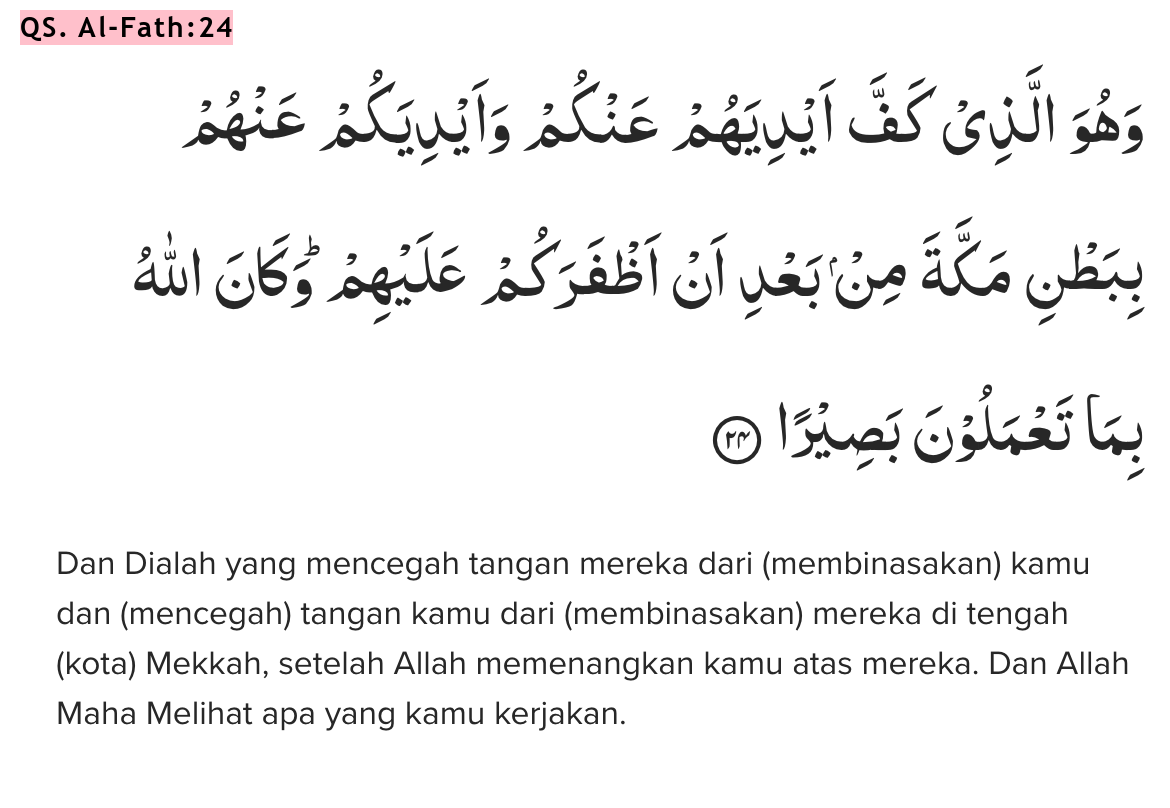 QS. Al-Fath:24
وَهُوَ الَّذِيْ كَفَّ اَيْدِيَهُمْ عَنْكُمْ وَاَيْدِيَكُمْ عَنْهُمْ
بِبَطْنِ مَكَّةَ مِنْۢ بَعْدِ اَنْ اَظْفَرَكُمْ عَلَيْهِمْ ۗوَكَانَ اللّٰهُ
بِمَا تَعْمَلُوْنَ بَصِيْرًا ٢٤
Dan Dialah yang mencegah tangan mereka dari (membinasakan) kamu
dan (mencegah) tangan kamu dari (membinasakan) mereka di tengah
(kota) Mekkah, setelah Allah memenangkan kamu atas mereka. Dan Allah
Maha Melihat apa yang kamu kerjakan.